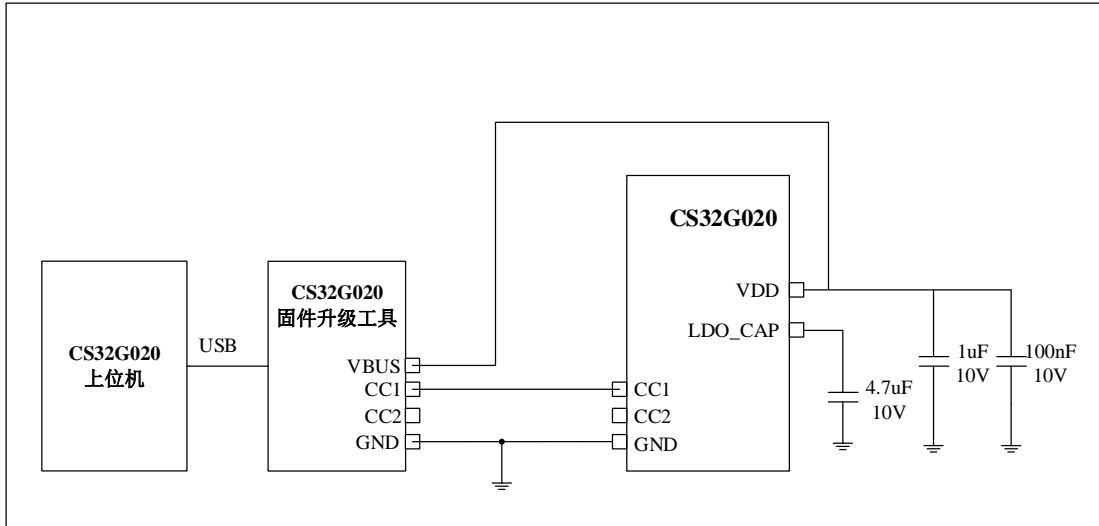 CS32G020
上位机
USB
CS32G020
固件升级工具
VBUS
CC1
CC2
GND
CS32G020
VDD
LDO_CAP
CC1
CC2
GND
4.7uF
10V
1uF
10V
100nF
10V